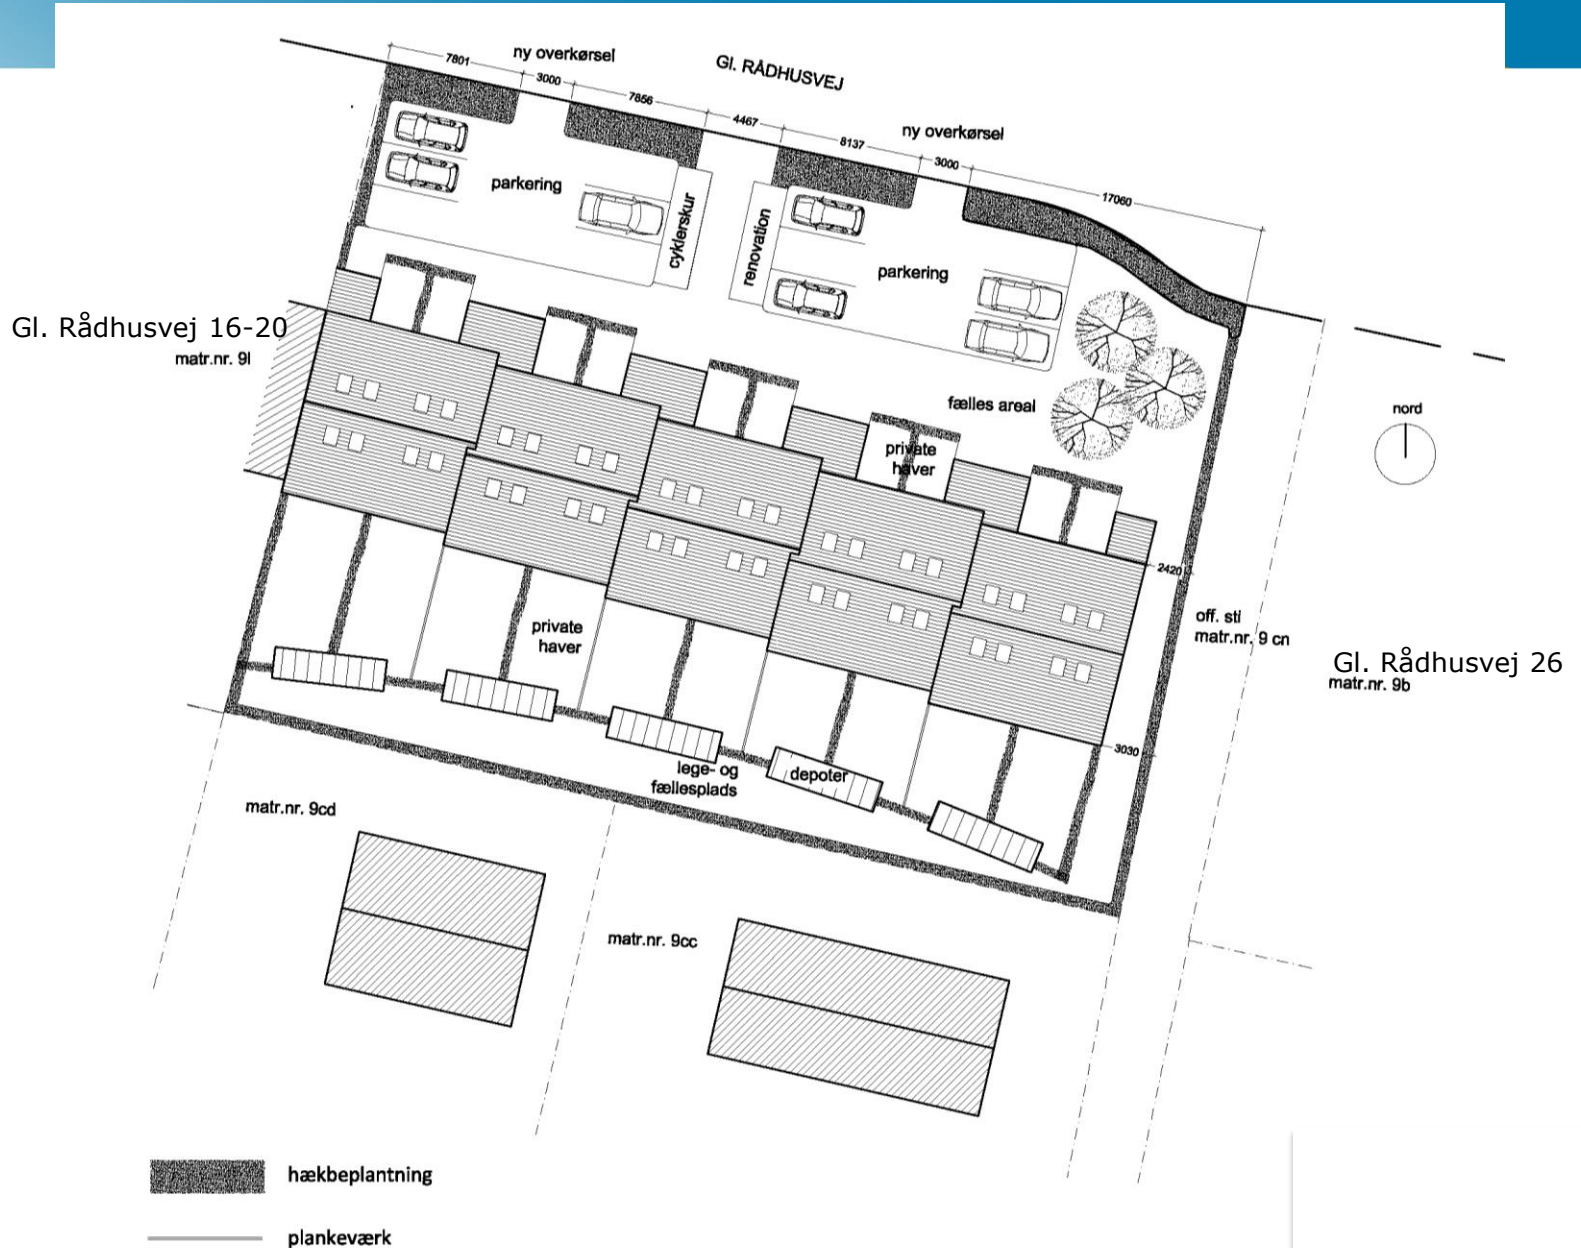 7801
ny overkørsel
3000
Gl. RÅDHUSVEJ
7856
4467
ny overkørsel
8137
3000
17060
parkering
cyklerskur
renovation
parkering
Gl. Rådhusvej 16-20
matr.nr. 9l
fælles areal
nord
private
haver
2420
off. sti
matr.nr. 9 cn
private
haver
Gl. Rådhusvej 26
matr.nr. 9b
3030
lege- og
fællesplads
depoter
matr.nr. 9cd
matr.nr. 9cc
hækbeplantning
plankeværk